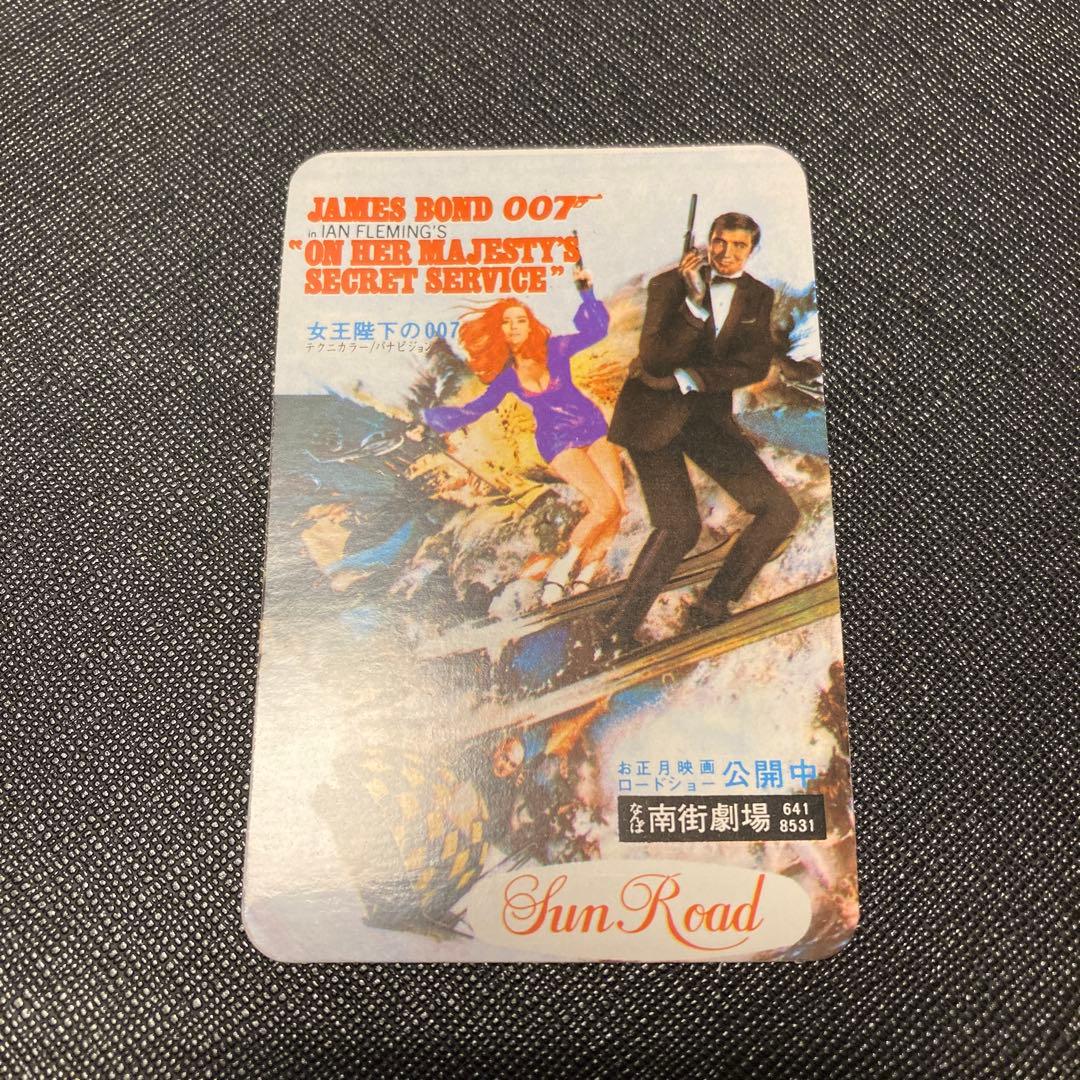 JAMES BOND 007
in IAN FLEMING'S
"ON HER MAJESTY'S
SECRET SERVICE"
女王陛下の007
テクニカラー/パナビジョン
お正月映画
ロードショー 公開中
なんば 南街劇場 641
8531
Sun Road